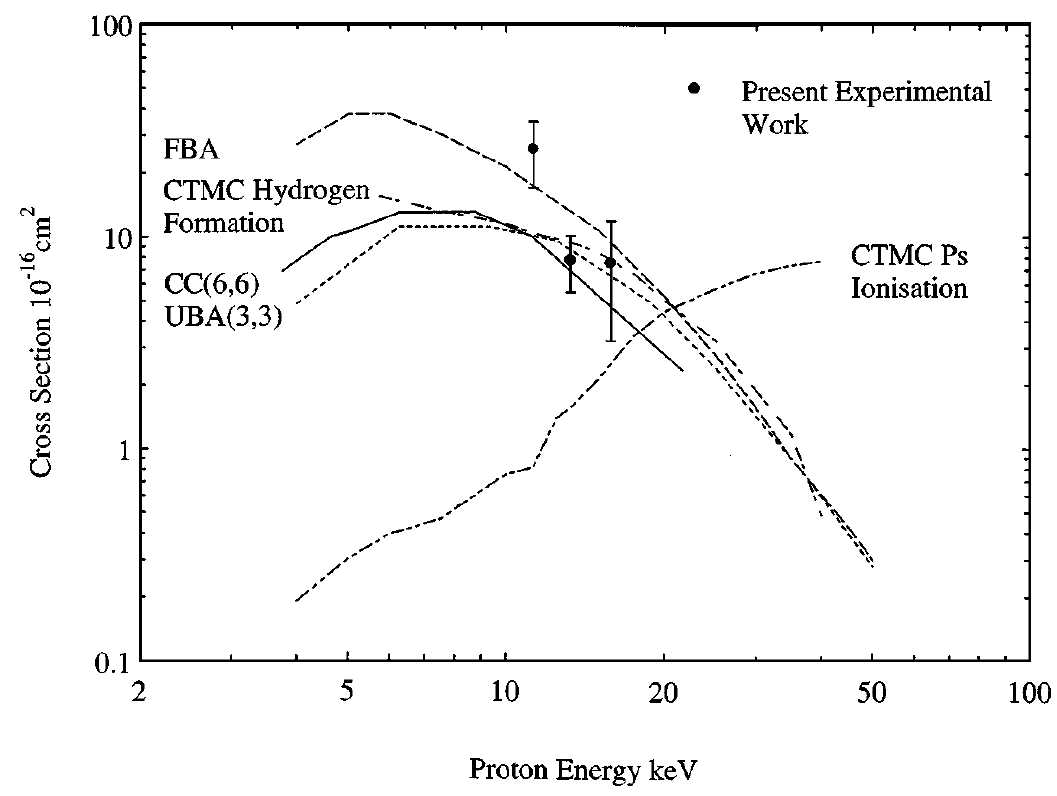 100
10
1
0.1
Cross Section 10-16cm2
FBA
CTMC Hydrogen
Formation
CC(6,6)
UBA(3,3)
Present Experimental
Work
CTMC Ps
Ionisation
2 5 10 20 50 100
Proton Energy keV